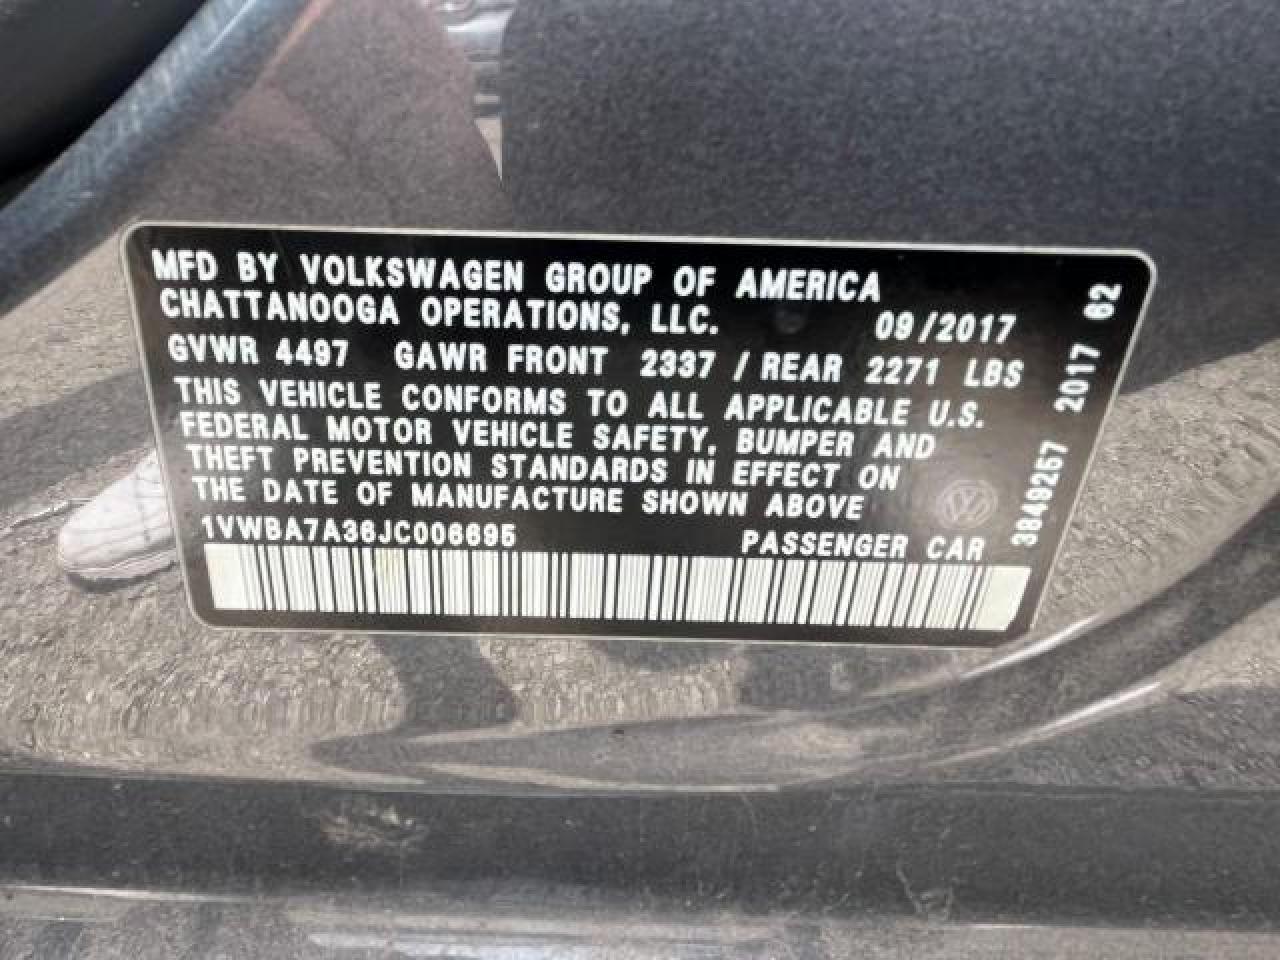 MFD BY VOLKSWAGEN GROUP OF AMERICA
CHATTANOOGA OPERATIONS, LLC. 09/2017
GVWR 4497 GAWR FRONT 2337 / REAR 2271 LBS
THIS VEHICLE CONFORMS TO ALL APPLICABLE U.S.
FEDERAL MOTOR VEHICLE SAFETY, BUMPER AND
THEFT PREVENTION STANDARDS IN EFFECT ON
THE DATE OF MANUFACTURE SHOWN ABOVE
1VWBA7A36JC006695 PASSENGER CAR
3849257 2017 62